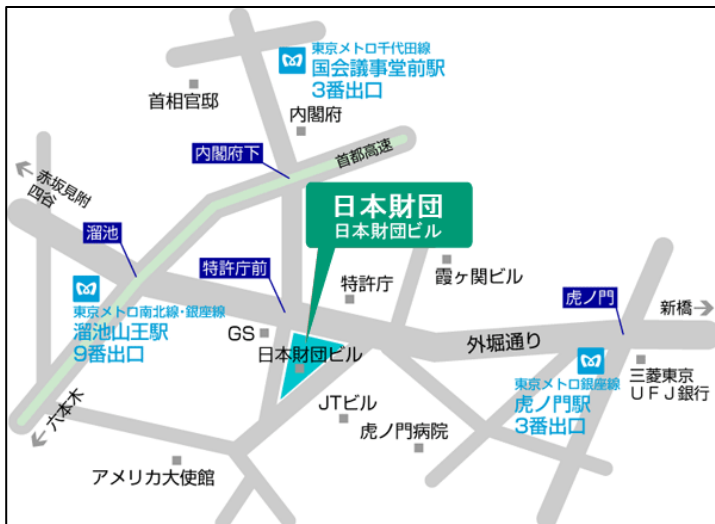 東京メトロ千代田線
国会議事堂前駅
3番出口
首相官邸
内閣府
首都高速
内閣府下
赤坂見附
四谷
日本財団
日本財団ビル
溜池
特許庁前
特許庁
霞ヶ関ビル
虎ノ門
新橋
東京メトロ南北線・銀座線
溜池山王駅
9番出口
GS
日本財団ビル
外堀通り
三菱東京
ＵＦＪ銀行
東京メトロ銀座線
虎ノ門駅
3番出口
六本木
JTビル
虎ノ門病院
アメリカ大使館